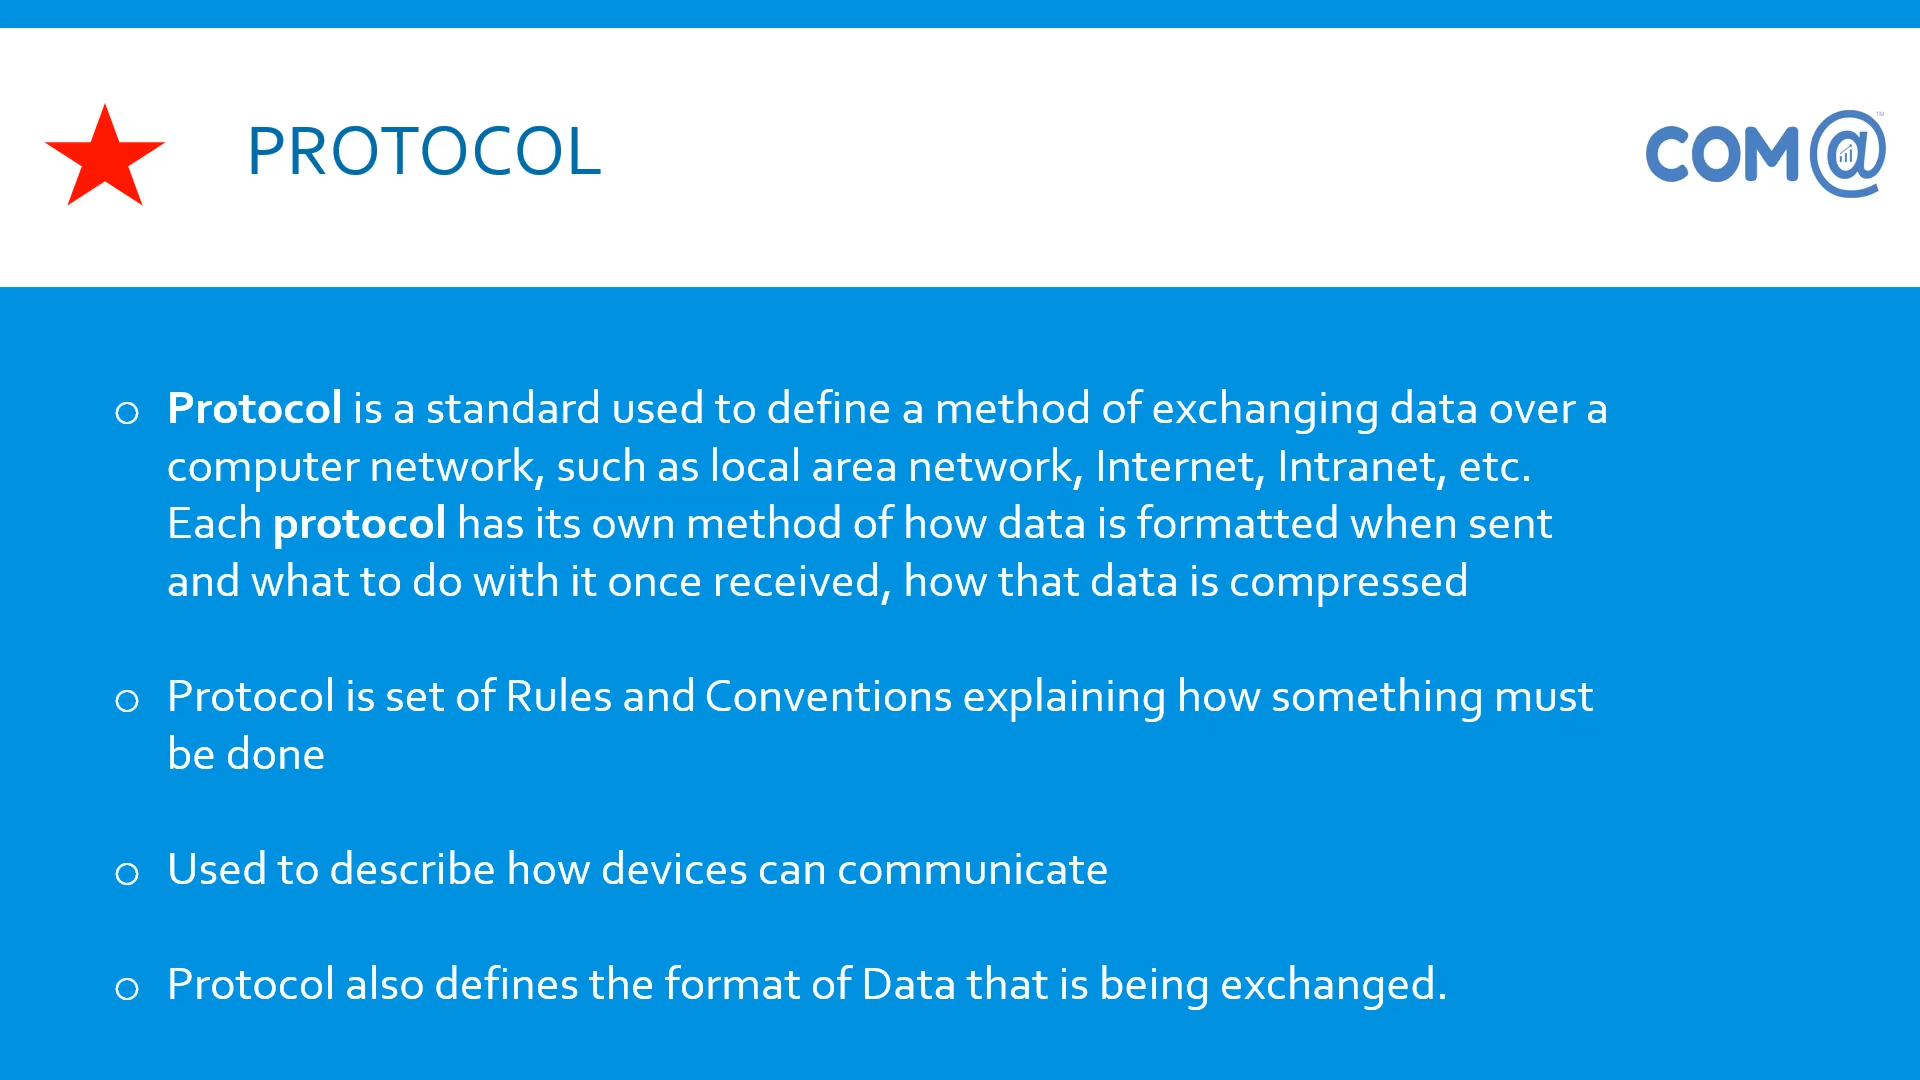 PROTOCOL
COM@
TM
o Protocol is a standard used to define a method of exchanging data over a
computer network, such as local area network, Internet, Intranet, etc.
Each protocol has its own method of how data is formatted when sent
and what to do with it once received, how that data is compressed
o Protocol is set of Rules and Conventions explaining how something must
be done
o Used to describe how devices can communicate
o Protocol also defines the format of Data that is being exchanged.